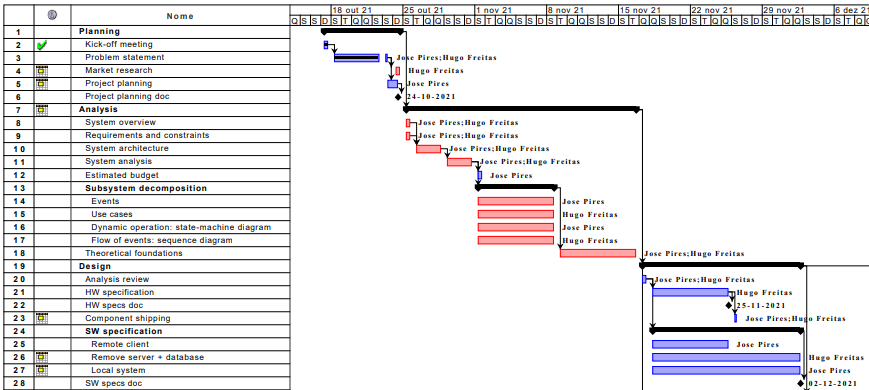 18 out 21 25 out 21 1 nov 21 8 nov 21 15 nov 21 22 nov 21 29 nov 21 6 dez 21
Nome
Q S S D S T Q Q S S D S T Q Q S S D S T Q Q S S D S T Q Q S S D S T Q Q S S D S T Q Q S S D S T Q Q S S D S T Q
1 Planning
2 Kick-off meeting
3 Problem statement Jose Pires;Hugo Freitas
4 Market research Hugo Freitas
5 Project planning Jose Pires
6 Project planning doc 24-10-2021
7 Analysis
8 System overview Jose Pires;Hugo Freitas
9 Requirements and constraints Jose Pires;Hugo Freitas
10 System architecture Jose Pires;Hugo Freitas
11 System analysis Jose Pires;Hugo Freitas
12 Estimated budget Jose Pires
13 Subsystem decomposition
14 Events Jose Pires
15 Use cases Hugo Freitas
16 Dynamic operation: state-machine diagram Jose Pires
17 Flow of events: sequence diagram Hugo Freitas
18 Theoretical foundations Jose Pires;Hugo Freitas
19 Design
20 Analysis review Jose Pires;Hugo Freitas
21 HW specification Hugo Freitas
22 HW specs doc 25-11-2021
23 Component shipping Jose Pires;Hugo Freitas
24 SW specification
25 Remote client Jose Pires
26 Remove server + database Hugo Freitas
27 Local system Jose Pires
28 SW specs doc 02-12-2021